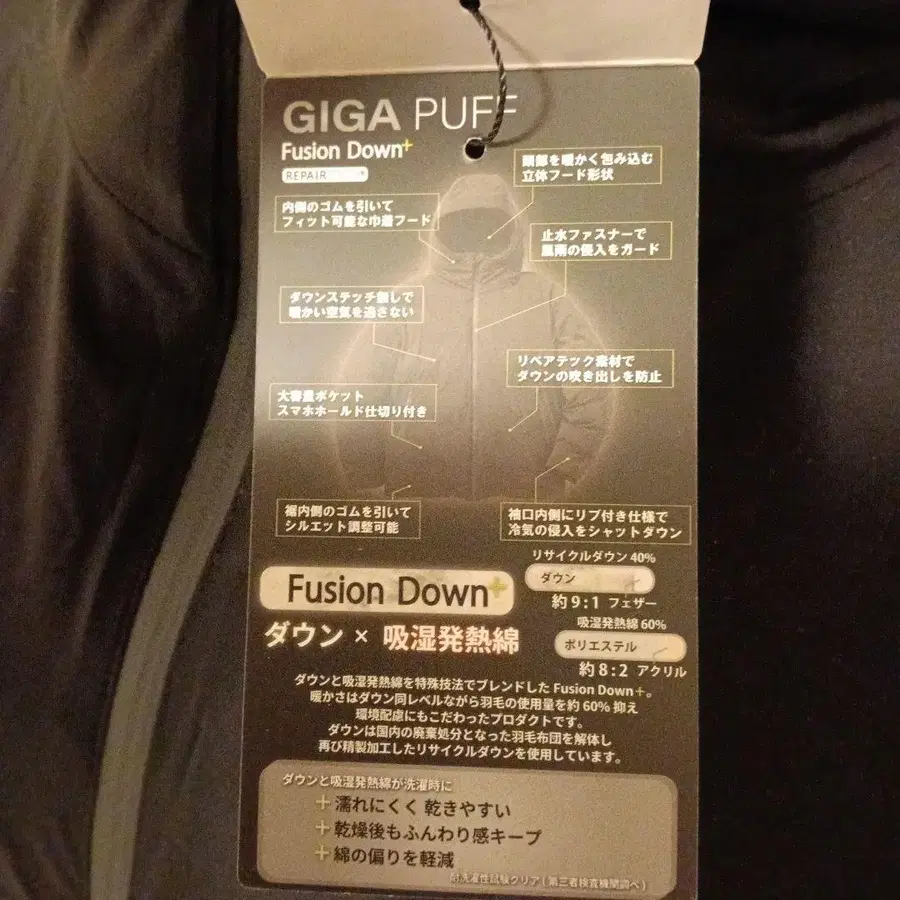 GIGA PUFF
Fusion Down+
REPAIR
頭部を暖かく包み込む
立体フード形状
内側のゴムを引いて
フィット可能な巾着フード
止水ファスナーで
風雨の侵入をガード
ダウンステッチ無しで
暖かい空気を逃さない
リペアテック素材で
ダウンの吹き出しを防止
大容量ポケット
スマホホールド仕切り付き
裾内側のゴムを引いて
シルエット調整可能
袖口内側にリブ付き仕様で
冷気の侵入をシャットダウン
リサイクルダウン 40%
Fusion Down+
ダウン
約9:1 フェザー
ダウン × 吸湿発熱綿
吸湿発熱綿 60%
ポリエステル
約8:2 アクリル
ダウンと吸湿発熱綿を特殊技法でブレンドした Fusion Down+。
暖かさはダウン同レベルながら羽毛の使用量を約 60% 抑え
環境配慮にもこだわったプロダクトです。
ダウンは国内の廃棄処分となった羽毛布団を解体し
再び精製加工したリサイクルダウンを使用しています。
ダウンと吸湿発熱綿が洗濯時に
+ 濡れにくく 乾きやすい
+ 乾燥後もふんわり感キープ
+ 綿の偏りを軽減
耐洗濯性試験クリア ( 第三者検査機関調べ )